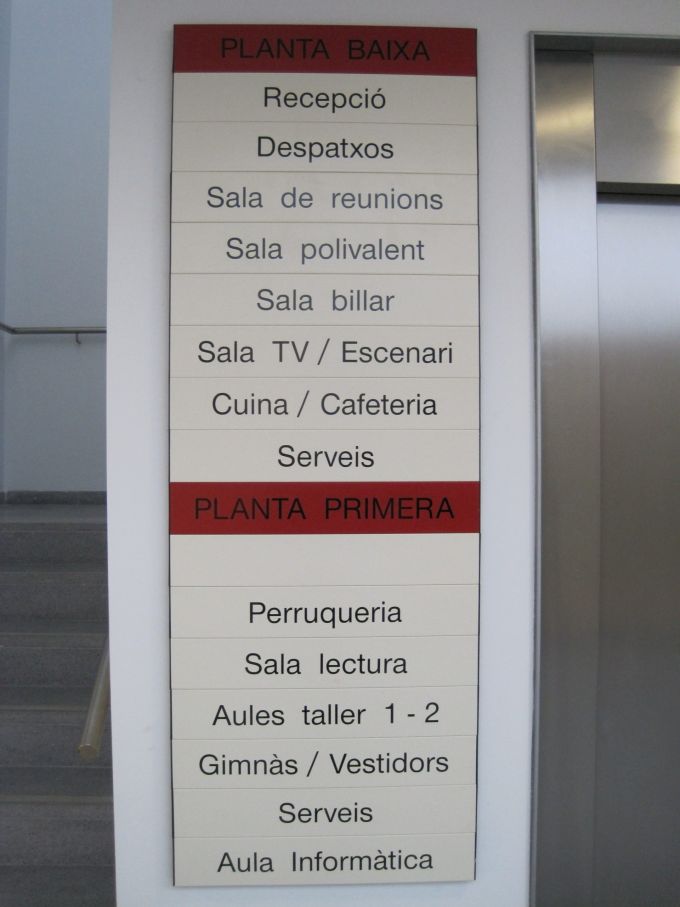 PLANTA BAIXA
Recepció
Despatxos
Sala de reunions
Sala polivalent
Sala billar
Sala TV / Escenari
Cuina / Cafeteria
Serveis
PLANTA PRIMERA
Perruqueria
Sala lectura
Aules taller 1 - 2
Gimnàs / Vestidors
Serveis
Aula Informàtica